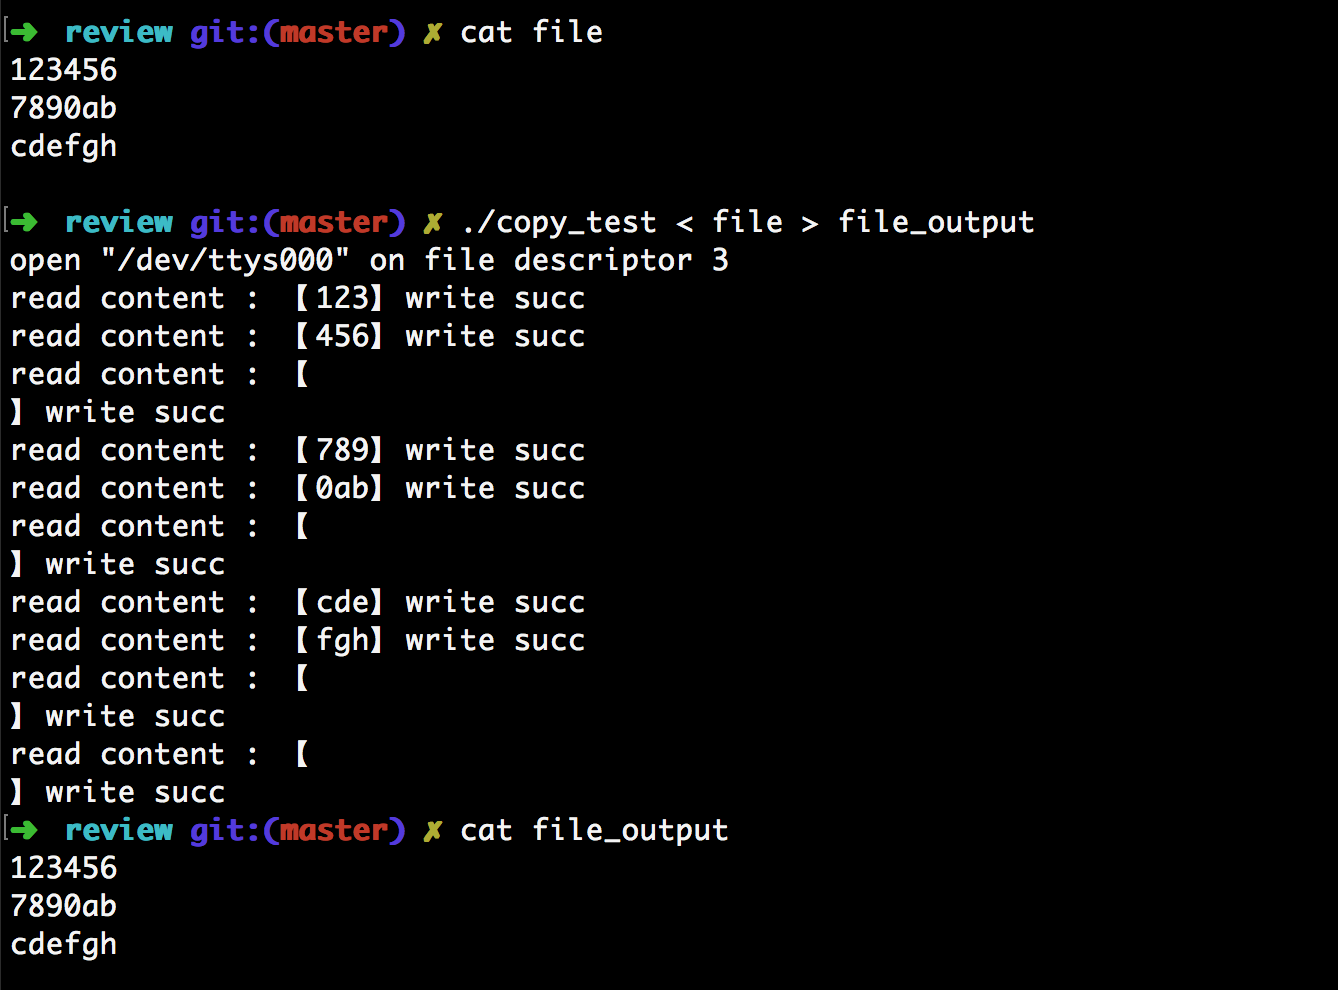 ➜ review git:(master) ✗ cat file
123456
7890ab
cdefgh
➜ review git:(master) ✗ ./copy_test < file > file_output
open "/dev/ttys000" on file descriptor 3
read content : 【123】write succ
read content : 【456】write succ
read content : 【
】write succ
read content : 【789】write succ
read content : 【0ab】write succ
read content : 【
】write succ
read content : 【cde】write succ
read content : 【fgh】write succ
read content : 【
】write succ
read content : 【
】write succ
➜ review git:(master) ✗ cat file_output
123456
7890ab
cdefgh